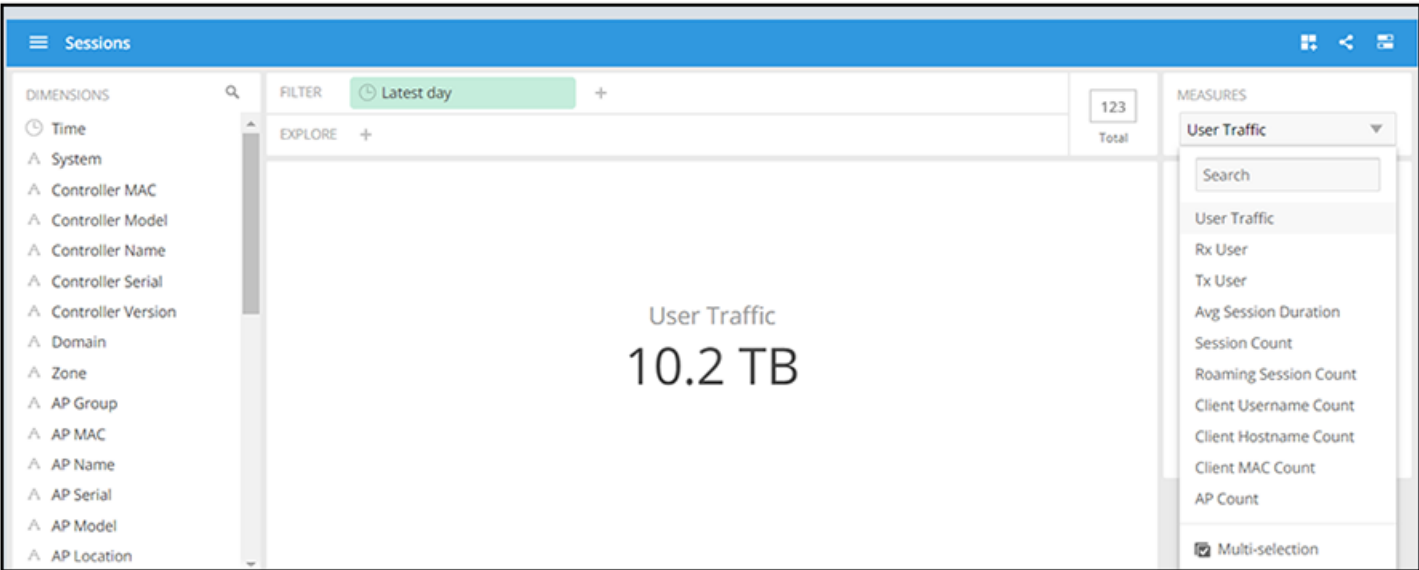 Sessions
DIMENSIONS
Time
System
Controller MAC
Controller Model
Controller Name
Controller Serial
Controller Version
Domain
Zone
AP Group
AP MAC
AP Name
AP Serial
AP Model
AP Location
FILTER
Latest day
+
EXPLORE +
User Traffic
10.2 TB
123
Total
MEASURES
User Traffic
Search
User Traffic
Rx User
Tx User
Avg Session Duration
Session Count
Roaming Session Count
Client Username Count
Client Hostname Count
Client MAC Count
AP Count
Multi-selection